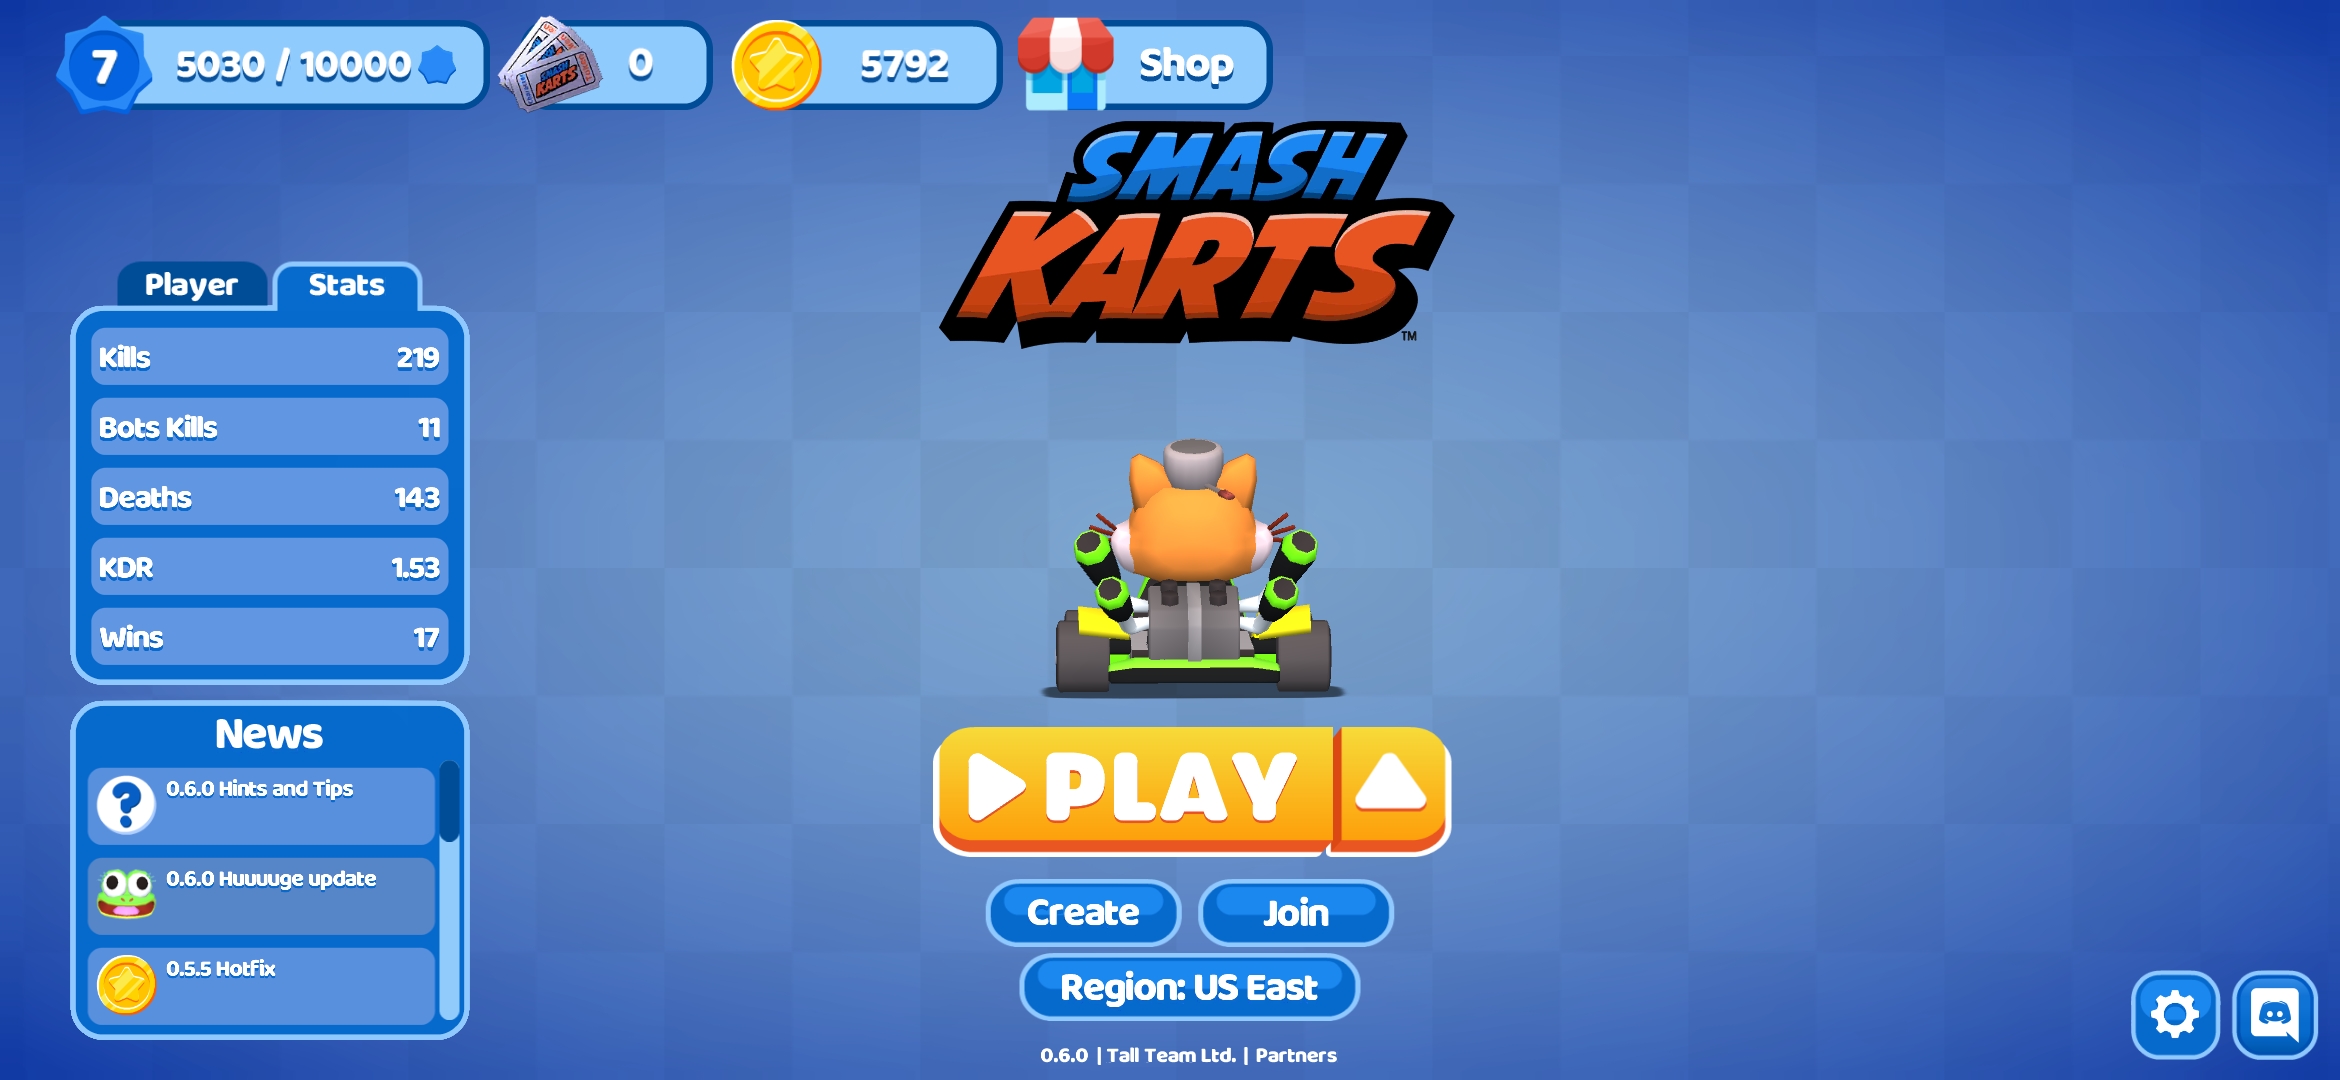 7
5030 / 10000
0
5792
Shop
SMASH
KARTS
TM
Player
Stats
Kills 219
Bots Kills 11
Deaths 143
KDR 1.53
Wins 17
News
0.6.0 Hints and Tips
0.6.0 Huuuuge update
0.5.5 Hotfix
PLAY
Create
Join
Region: US East
0.6.0 | Tall Team Ltd. | Partners